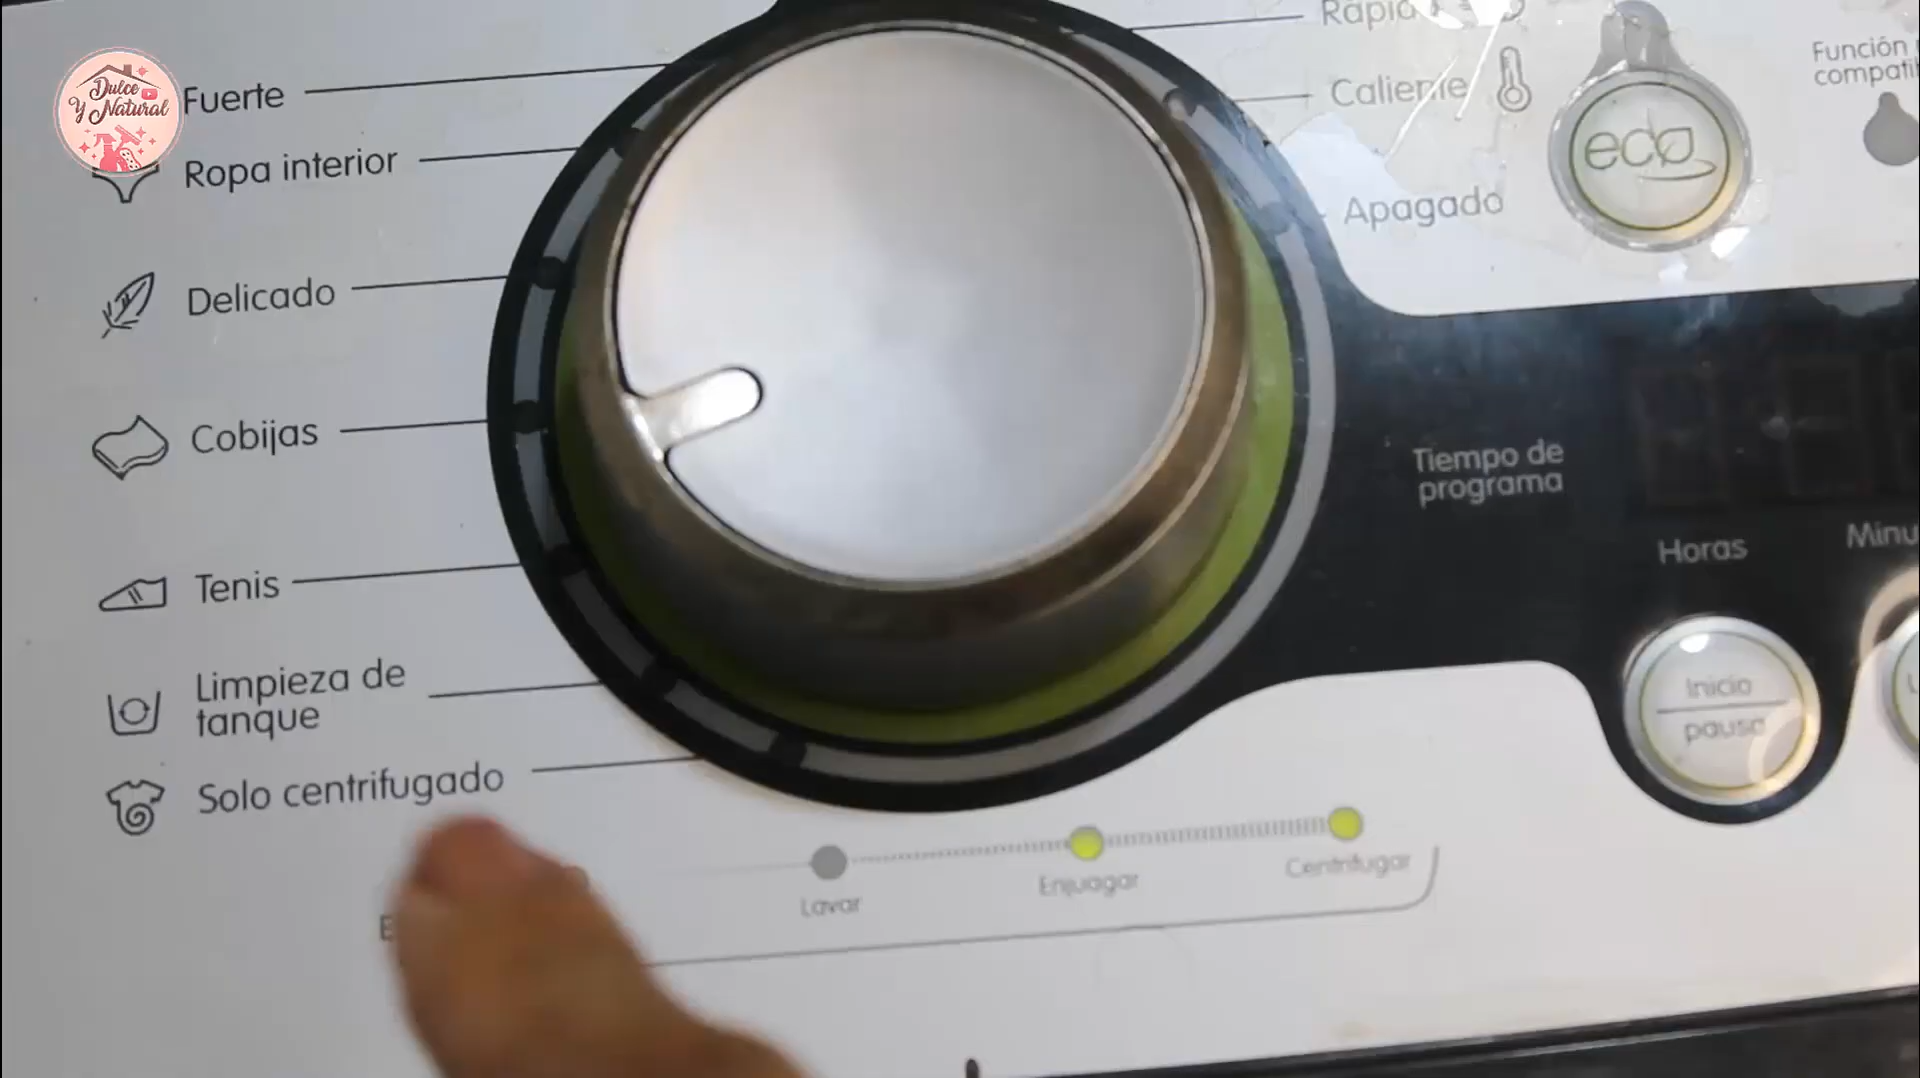 Dulce
Y Natural
Fuerte
Ropa interior
Delicado
Cobijas
Tenis
Limpieza de
tanque
Solo centrifugado
Caliente
Apagado
eco
Función
Tiempo de
programa
Horas
Inicio
pausa
Lavar
Enjuagar
Centrifugar